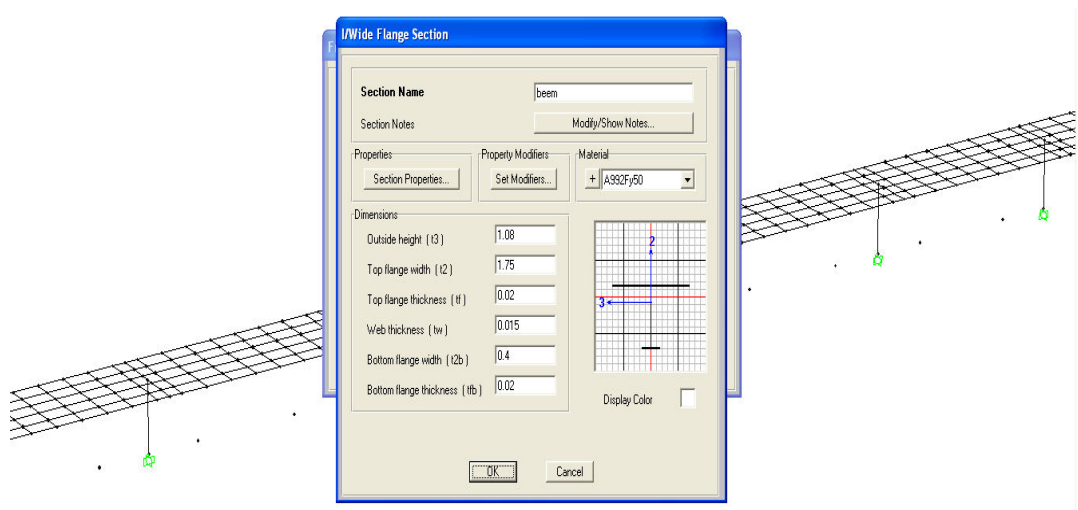 I/Wide Flange Section
F
Section Name beem
Section Notes Modify/Show Notes...
Properties Property Modifiers Material
Section Properties... Set Modifiers... + A992Fy50
Dimensions
Outside height ( t3 ) 1.08
Top flange width ( t2 ) 1.75
Top flange thickness ( tf ) 0.02
Web thickness ( tw ) 0.015
Bottom flange width ( t2b ) 0.4
Bottom flange thickness ( tfb ) 0.02
2
3
Display Color
OK Cancel